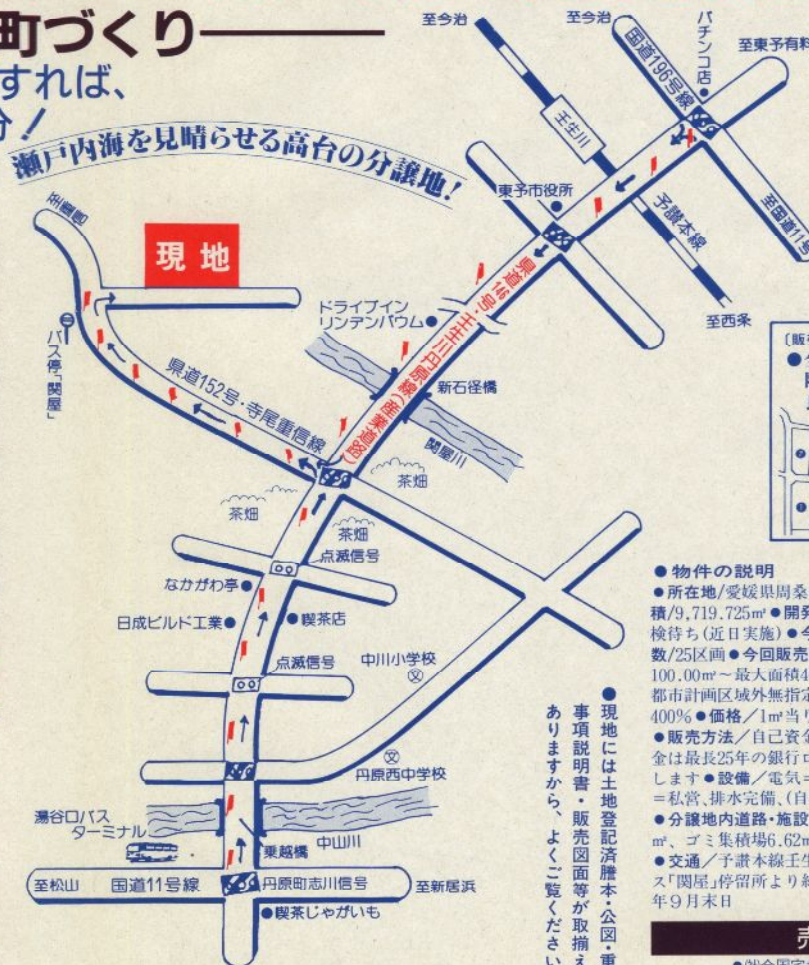 町づくり
すれば、
分！
瀬戸内海を見晴らせる高台の分譲地！
至今治
至今治
国道196号線
パチンコ店
至東予有料
壬生川
東予市役所
予讃本線
至国道11号
至西条
至重信
現地
バス停「関屋」
ドライブイン
リンデンバウム
県道146号・壬生川丹原線(産業道路)
新石径橋
関屋川
県道152号・寺尾重信線
茶畑
茶畑
茶畑
点滅信号
なかがわ亭
日成ビルド工業
喫茶店
点滅信号
中川小学校
文
文
丹原西中学校
湯谷口バス
ターミナル
乗越橋
中山川
至松山
国道11号線
丹原町志川信号
至新居浜
●喫茶じゃがいも
●現地には土地登記済謄本・公図・重
事項説明書・販売図面等が取揃え
ありますから、よくご覧ください
●物件の説明
●所在地/愛媛県周桑
積/9,719.725㎡●開発
検待ち(近日実施)●今
数/25区画●今回販売
100.00㎡〜最大面積4
都市計画区域外無指定
400%●価格／1㎡当り
●販売方法／自己資金
金は最長25年の銀行ロ
します●設備／電気=
=私営、排水完備、(自
●分譲地内道路・施設
㎡、ゴミ集積場6.62㎡
●交通／予讃本線壬生
ス「関屋」停留所より
年9月末日